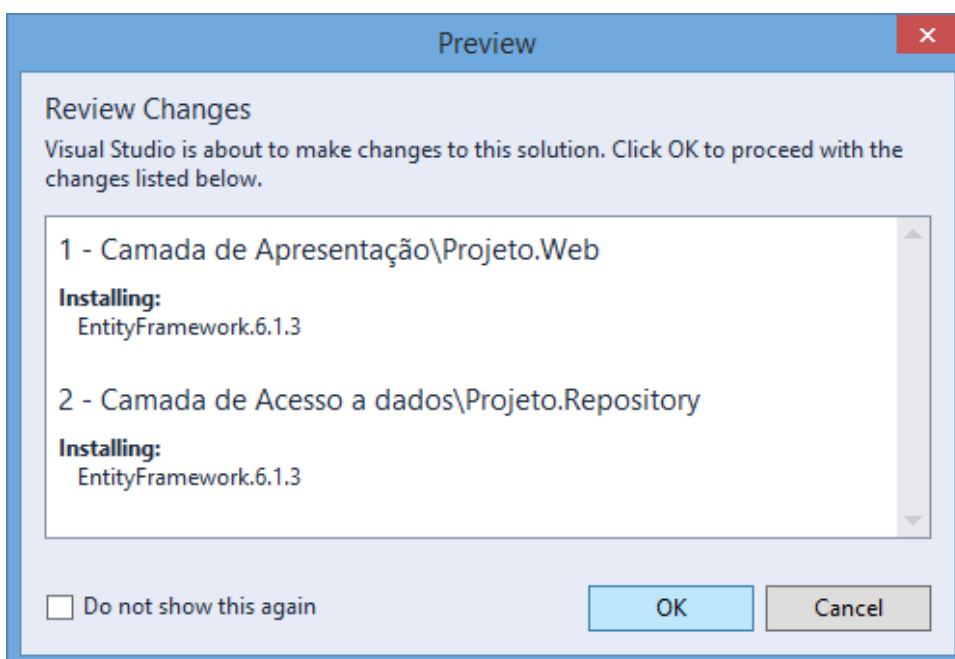 Preview
Review Changes
Visual Studio is about to make changes to this solution. Click OK to proceed with the
changes listed below.
1 - Camada de Apresentação\Projeto.Web
Installing:
EntityFramework.6.1.3
2 - Camada de Acesso a dados\Projeto.Repository
Installing:
EntityFramework.6.1.3
Do not show this again
OK
Cancel